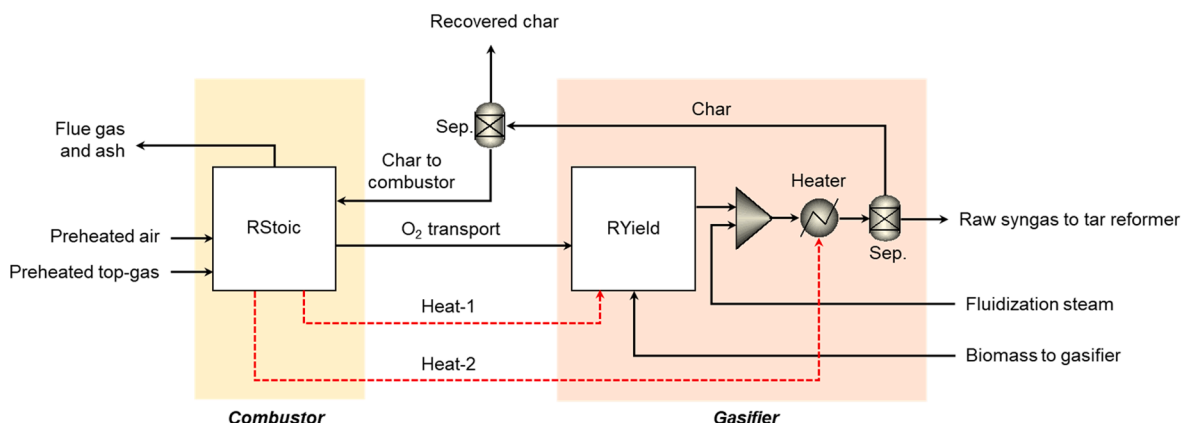 Recovered char
Char
Sep.
Flue gas
and ash
Char to
combustor
Heater
RStoic
RYield
O₂ transport
Preheated air
Preheated top-gas
Raw syngas to tar reformer
Sep.
Heat-1
Fluidization steam
Heat-2
Biomass to gasifier
Combustor
Gasifier